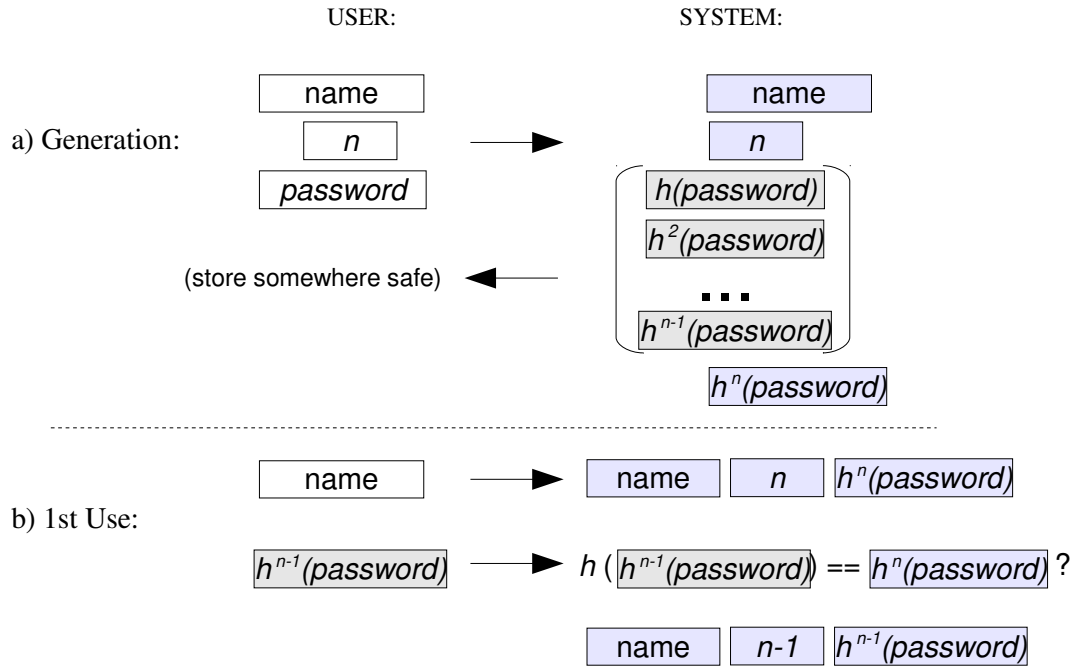 USER: SYSTEM:
name name
a) Generation: n n
password h(password)
h²(password)
(store somewhere safe) ...
hⁿ⁻¹(password)
hⁿ(password)
name name n hⁿ(password)
b) 1st Use:
hⁿ⁻¹(password) h ( hⁿ⁻¹(password) ) == hⁿ(password) ?
name n-1 hⁿ⁻¹(password)